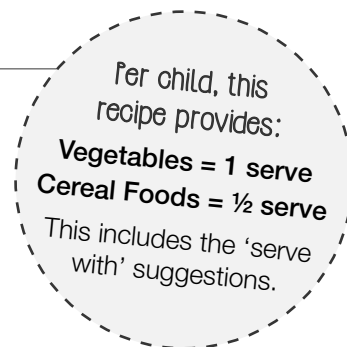 Per child, this
recipe provides:
Vegetables = 1 serve
Cereal Foods = ½ serve
This includes the ‘serve
with’ suggestions.